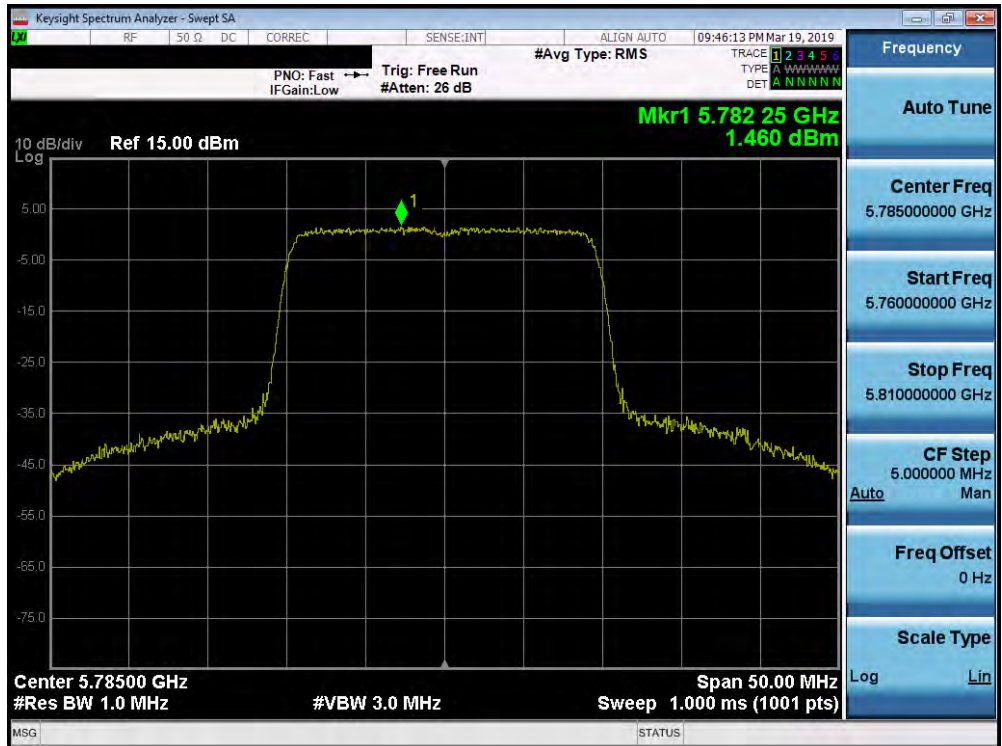 Keysight Spectrum Analyzer - Swept SA
LXI RF 50 Ω DC CORREC SENSE:INT ALIGN AUTO 09:46:13 PM Mar 19, 2019
#Avg Type: RMS TRACE 1 2 3 4 5 6
PNO: Fast Trig: Free Run TYPE A WWWWW
IFGain:Low #Atten: 26 dB DET A N N N N N
Mkr1 5.782 25 GHz
1.460 dBm
10 dB/div Ref 15.00 dBm
Log
1
5.00
-5.00
-15.0
-25.0
-35.0
-45.0
-55.0
-65.0
-75.0
Center 5.78500 GHz Span 50.00 MHz
#Res BW 1.0 MHz #VBW 3.0 MHz Sweep 1.000 ms (1001 pts)
MSG STATUS
Frequency
Auto Tune
Center Freq
5.785000000 GHz
Start Freq
5.760000000 GHz
Stop Freq
5.810000000 GHz
CF Step
5.000000 MHz
Auto Man
Freq Offset
0 Hz
Scale Type
Log Lin